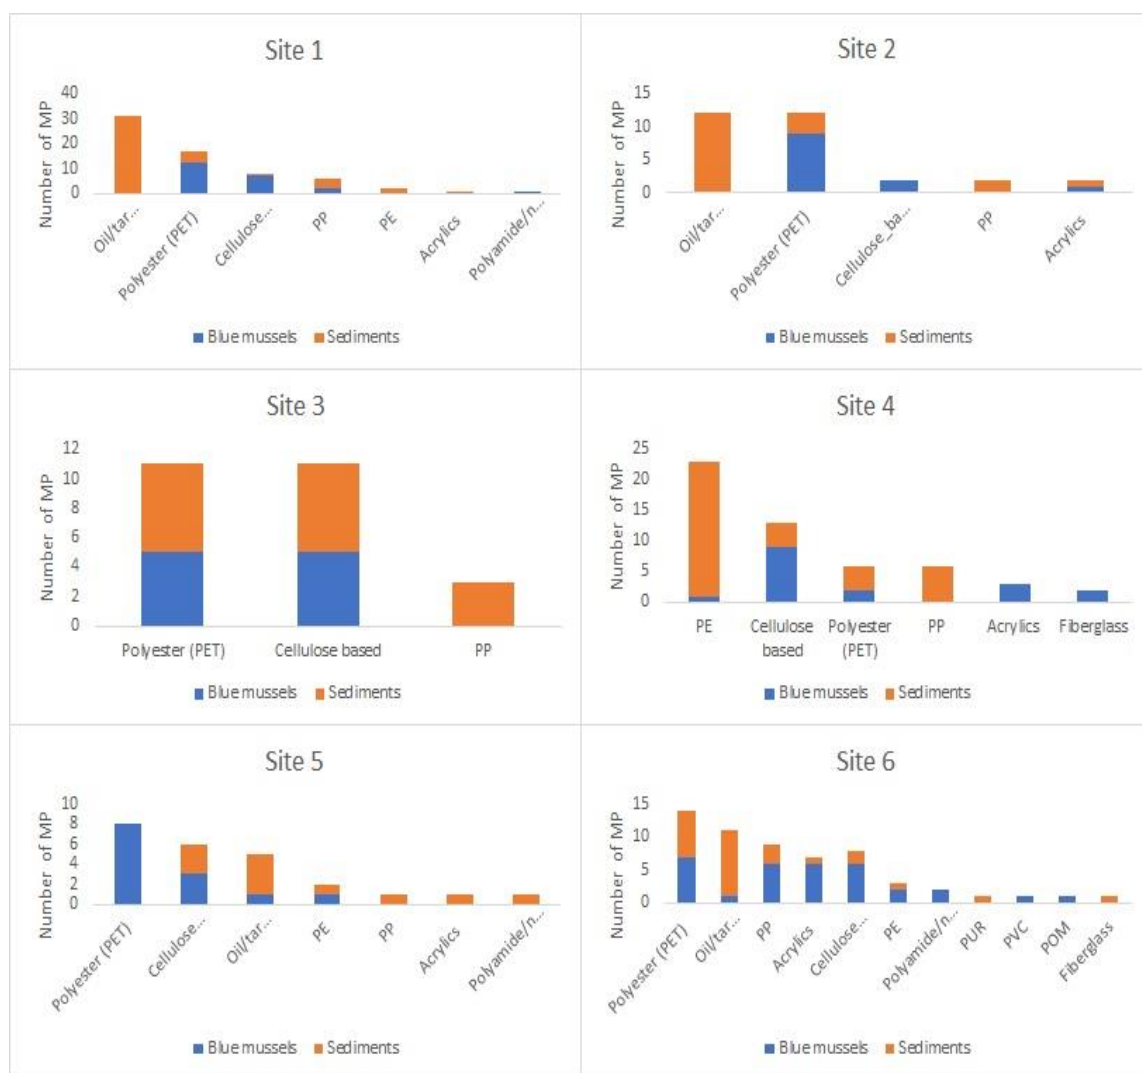 Site 1
Number of MP
40
30
20
10
0
Oil/tar...
Polyester (PET)
Cellulose...
PP
PE
Acrylics
Polyamide/n...
Blue mussels Sediments
Site 2
Number of MP
15
10
5
0
Oil/tar...
Polyester (PET)
Cellulose_ba...
PP
Acrylics
Blue mussels Sediments
Site 3
Number of MP
12
10
8
6
4
2
0
Polyester (PET) Cellulose based PP
Blue mussels Sediments
Site 4
Number of MP
25
20
15
10
5
0
PE Cellulose Polyester PP Acrylics Fiberglass
based (PET)
Blue mussels Sediments
Site 5
Number of MP
10
8
6
4
2
0
Polyester (PET)
Cellulose...
Oil/tar...
PE
PP
Acrylics
Polyamide/n...
Blue mussels Sediments
Site 6
Number of MP
15
10
5
0
Polyester (PET)
Oil/tar...
PP
Acrylics
Cellulose...
PE
Polyamide/n...
PUR
PVC
POM
Fiberglass
Blue mussels Sediments